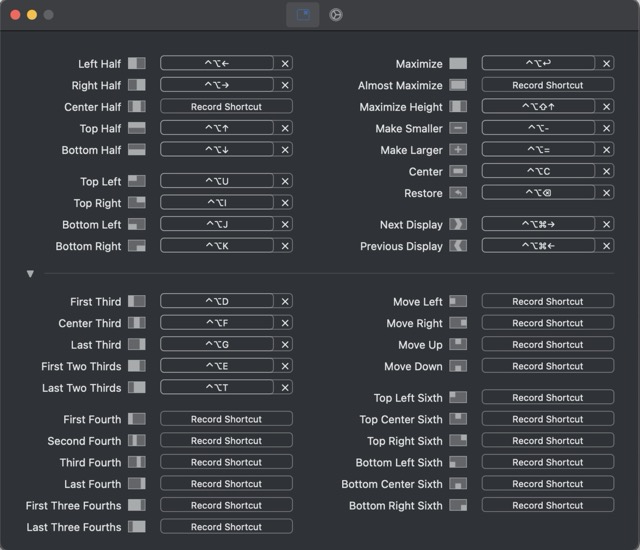 Left Half ^⌥← ×
Right Half ^⌥→ ×
Center Half Record Shortcut
Top Half ^⌥↑ ×
Bottom Half ^⌥↓ ×
Top Left ^⌥U ×
Top Right ^⌥I ×
Bottom Left ^⌥J ×
Bottom Right ^⌥K ×
Maximize ^⌥↩ ×
Almost Maximize Record Shortcut
Maximize Height ^⌥⇧↑ ×
Make Smaller ^⌥- ×
Make Larger ^⌥= ×
Center ^⌥C ×
Restore ^⌥⌫ ×
Next Display ^⌥⌘→ ×
Previous Display ^⌥⌘← ×
First Third ^⌥D ×
Center Third ^⌥F ×
Last Third ^⌥G ×
First Two Thirds ^⌥E ×
Last Two Thirds ^⌥T ×
First Fourth Record Shortcut
Second Fourth Record Shortcut
Third Fourth Record Shortcut
Last Fourth Record Shortcut
First Three Fourths Record Shortcut
Last Three Fourths Record Shortcut
Move Left Record Shortcut
Move Right Record Shortcut
Move Up Record Shortcut
Move Down Record Shortcut
Top Left Sixth Record Shortcut
Top Center Sixth Record Shortcut
Top Right Sixth Record Shortcut
Bottom Left Sixth Record Shortcut
Bottom Center Sixth Record Shortcut
Bottom Right Sixth Record Shortcut